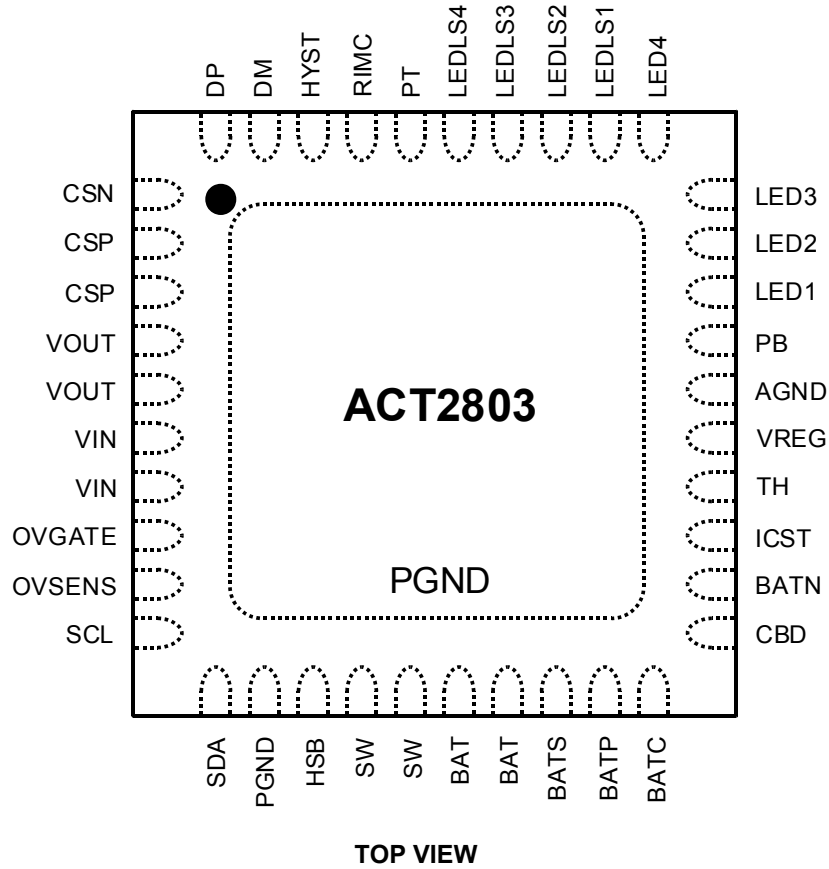 DP
DM
HYST
RIMC
PT
LEDLS4
LEDLS3
LEDLS2
LEDLS1
LED4
CSN
CSP
CSP
VOUT
VOUT
VIN
VIN
OVGATE
OVSENS
SCL
LED3
LED2
LED1
PB
AGND
VREG
TH
ICST
BATN
CBD
ACT2803
PGND
SDA
PGND
HSB
SW
SW
BAT
BAT
BATS
BATP
BATC
TOP VIEW